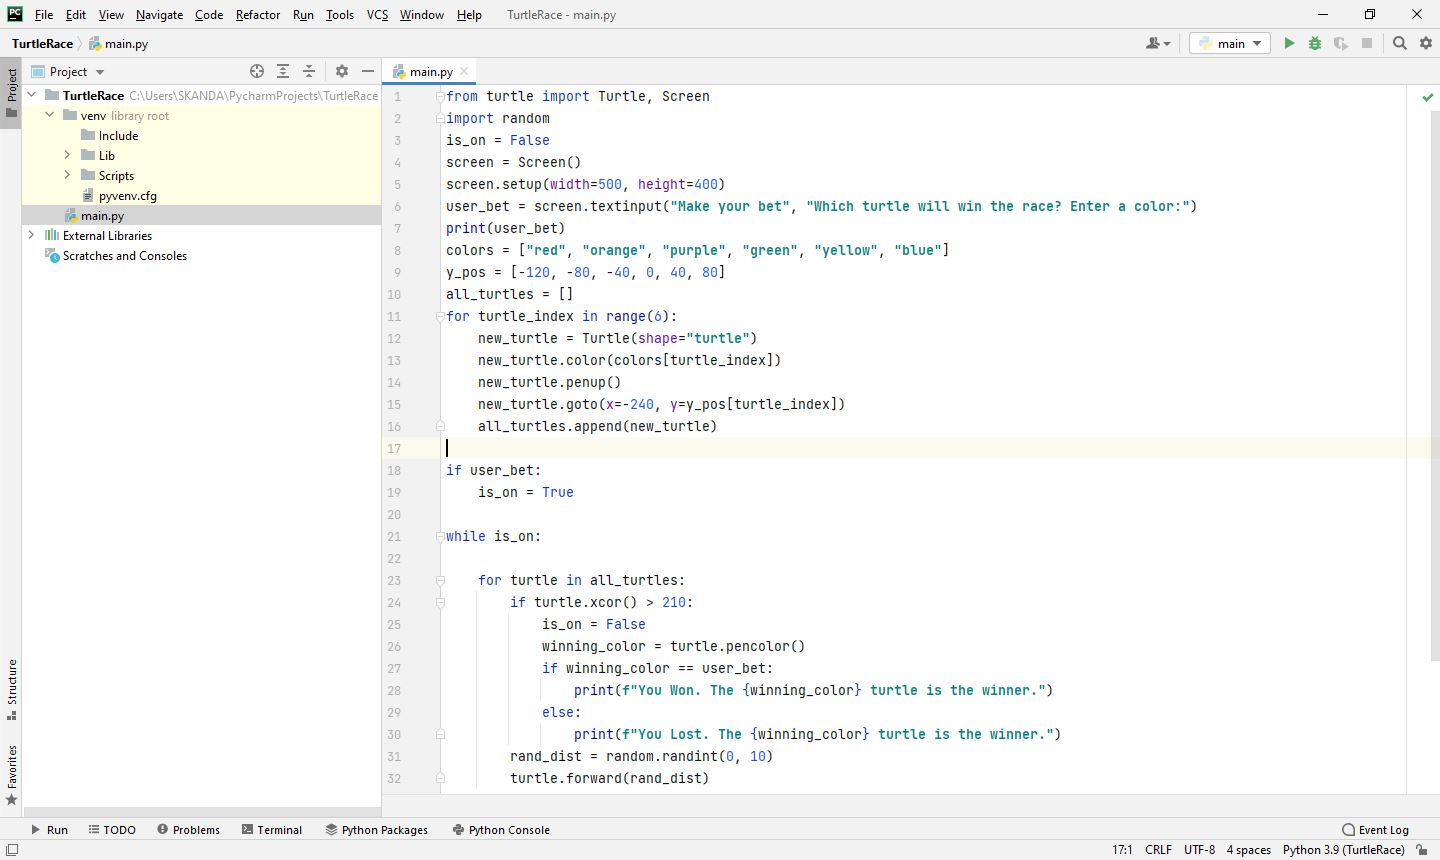 PC File Edit View Navigate Code Refactor Run Tools VCS Window Help TurtleRace - main.py
TurtleRace main.py main
Project main.py
Project
TurtleRace C:\Users\SKANDA\PycharmProjects\TurtleRace
venv library root
Include
Lib
Scripts
pyvenv.cfg
main.py
External Libraries
Scratches and Consoles
Structure
Favorites
1 from turtle import Turtle, Screen
2 import random
3 is_on = False
4 screen = Screen()
5 screen.setup(width=500, height=400)
6 user_bet = screen.textinput("Make your bet", "Which turtle will win the race? Enter a color:")
7 print(user_bet)
8 colors = ["red", "orange", "purple", "green", "yellow", "blue"]
9 y_pos = [-120, -80, -40, 0, 40, 80]
10 all_turtles = []
11 for turtle_index in range(6):
12 new_turtle = Turtle(shape="turtle")
13 new_turtle.color(colors[turtle_index])
14 new_turtle.penup()
15 new_turtle.goto(x=-240, y=y_pos[turtle_index])
16 all_turtles.append(new_turtle)
17
18 if user_bet:
19 is_on = True
20
21 while is_on:
22
23 for turtle in all_turtles:
24 if turtle.xcor() > 210:
25 is_on = False
26 winning_color = turtle.pencolor()
27 if winning_color == user_bet:
28 print(f"You Won. The {winning_color} turtle is the winner.")
29 else:
30 print(f"You Lost. The {winning_color} turtle is the winner.")
31 rand_dist = random.randint(0, 10)
32 turtle.forward(rand_dist)
Run TODO Problems Terminal Python Packages Python Console Event Log
17:1 CRLF UTF-8 4 spaces Python 3.9 (TurtleRace)